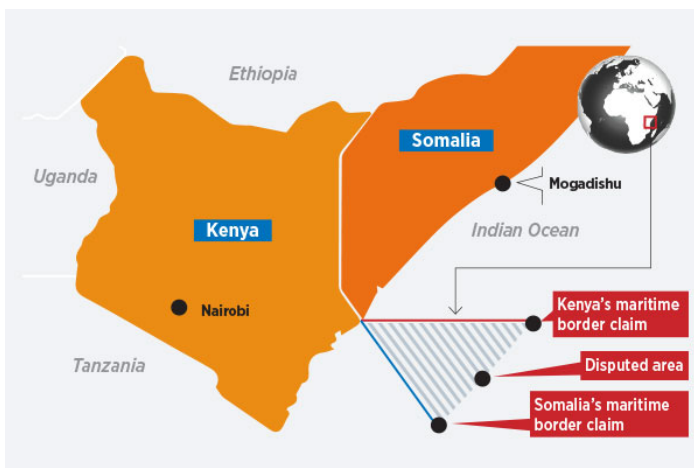 Ethiopia
Somalia
Uganda
Mogadishu
Kenya
Indian Ocean
Nairobi
Kenya's maritime
border claim
Tanzania
Disputed area
Somalia's maritime
border claim